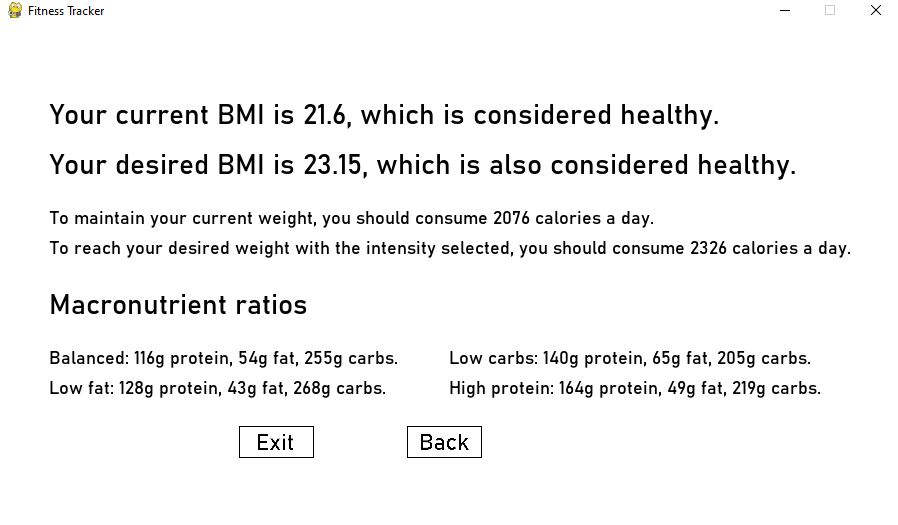 Fitness Tracker
Your current BMI is 21.6, which is considered healthy.
Your desired BMI is 23.15, which is also considered healthy.
To maintain your current weight, you should consume 2076 calories a day.
To reach your desired weight with the intensity selected, you should consume 2326 calories a day.
Macronutrient ratios
Balanced: 116g protein, 54g fat, 255g carbs.
Low carbs: 140g protein, 65g fat, 205g carbs.
Low fat: 128g protein, 43g fat, 268g carbs.
High protein: 164g protein, 49g fat, 219g carbs.
Exit
Back